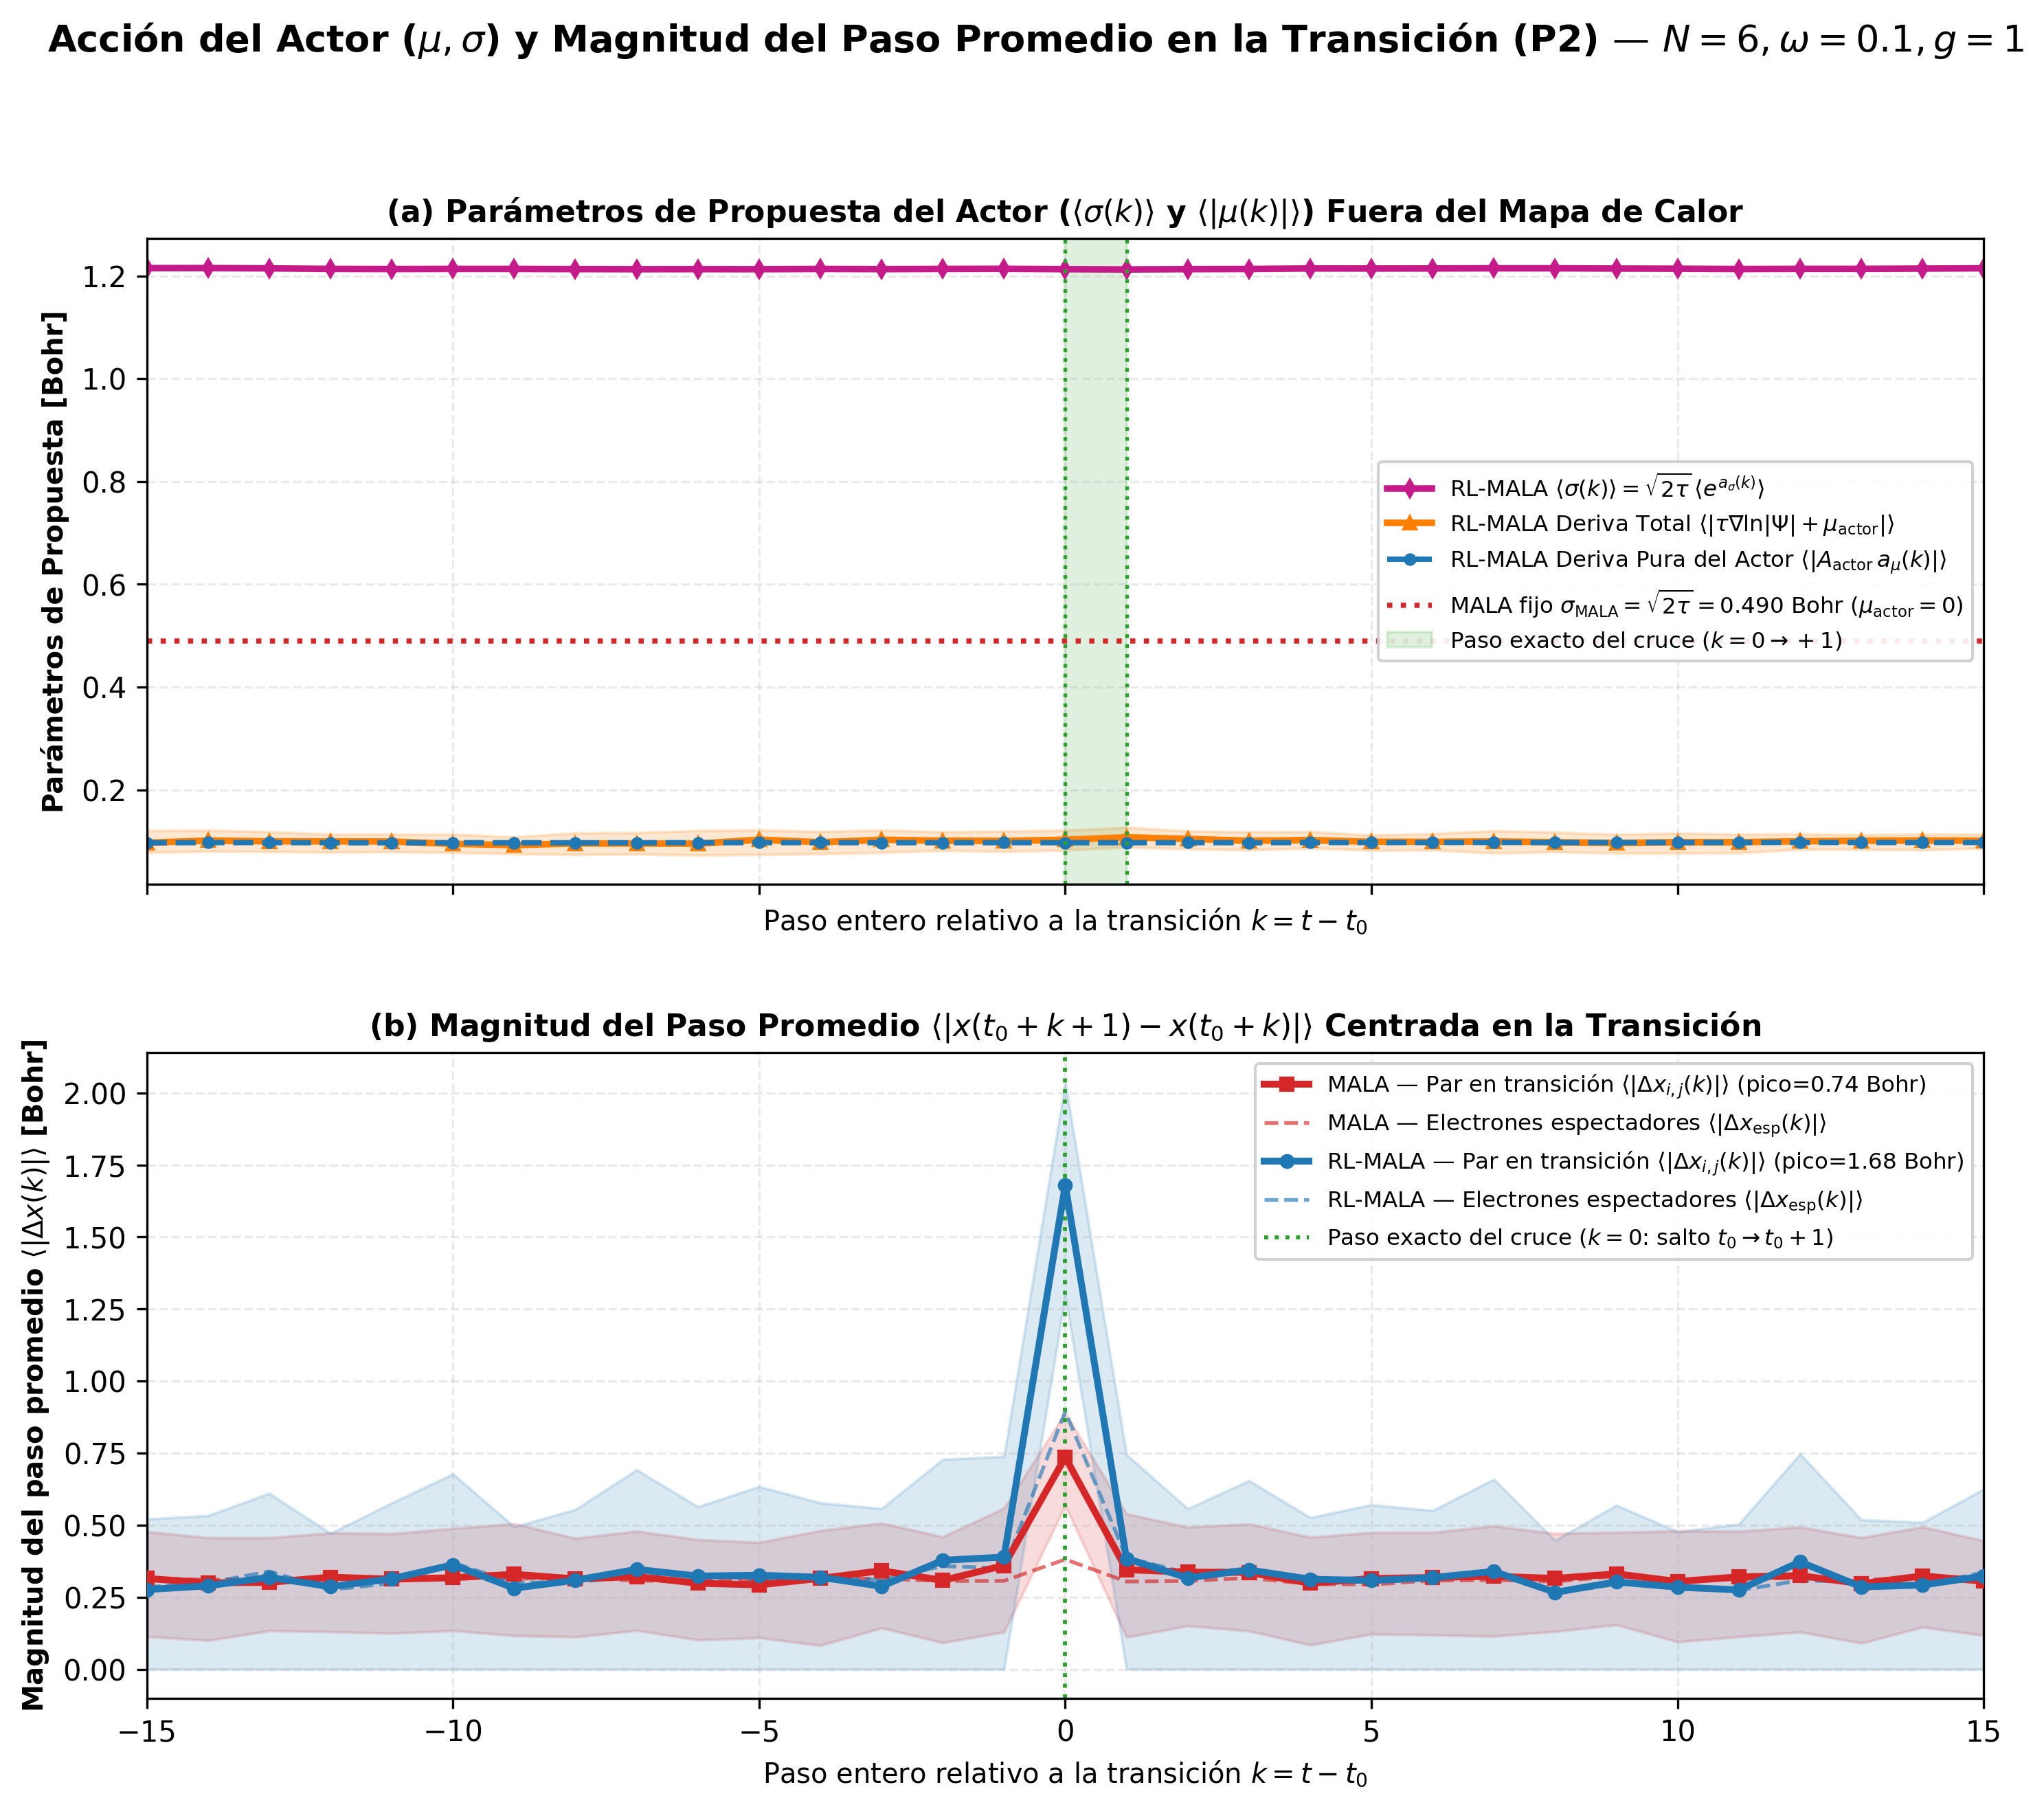 Acción del Actor (μ, σ) y Magnitud del Paso Promedio en la Transición (P2) — N = 6, ω = 0.1, g = 1
(a) Parámetros de Propuesta del Actor (⟨σ(k)⟩ y ⟨|μ(k)|⟩) Fuera del Mapa de Calor
Parámetros de Propuesta [Bohr]
1.2
1.0
0.8
0.6
0.4
0.2
RL-MALA ⟨σ(k)⟩ = √2τ ⟨e^{a_σ(k)}⟩
RL-MALA Deriva Total ⟨|τ∇ln|Ψ| + μ_actor|⟩
RL-MALA Deriva Pura del Actor ⟨|A_actor a_μ(k)|⟩
MALA fijo σ_MALA = √2τ = 0.490 Bohr (μ_actor = 0)
Paso exacto del cruce (k = 0 → +1)
Paso entero relativo a la transición k = t − t₀
(b) Magnitud del Paso Promedio ⟨|x(t₀ + k + 1) − x(t₀ + k)|⟩ Centrada en la Transición
Magnitud del paso promedio ⟨|Δx(k)|⟩ [Bohr]
2.00
1.75
1.50
1.25
1.00
0.75
0.50
0.25
0.00
MALA — Par en transición ⟨|Δx_{i,j}(k)|⟩ (pico=0.74 Bohr)
MALA — Electrones espectadores ⟨|Δx_esp(k)|⟩
RL-MALA — Par en transición ⟨|Δx_{i,j}(k)|⟩ (pico=1.68 Bohr)
RL-MALA — Electrones espectadores ⟨|Δx_esp(k)|⟩
Paso exacto del cruce (k = 0: salto t₀ → t₀ + 1)
−15 −10 −5 0 5 10 15
Paso entero relativo a la transición k = t − t₀